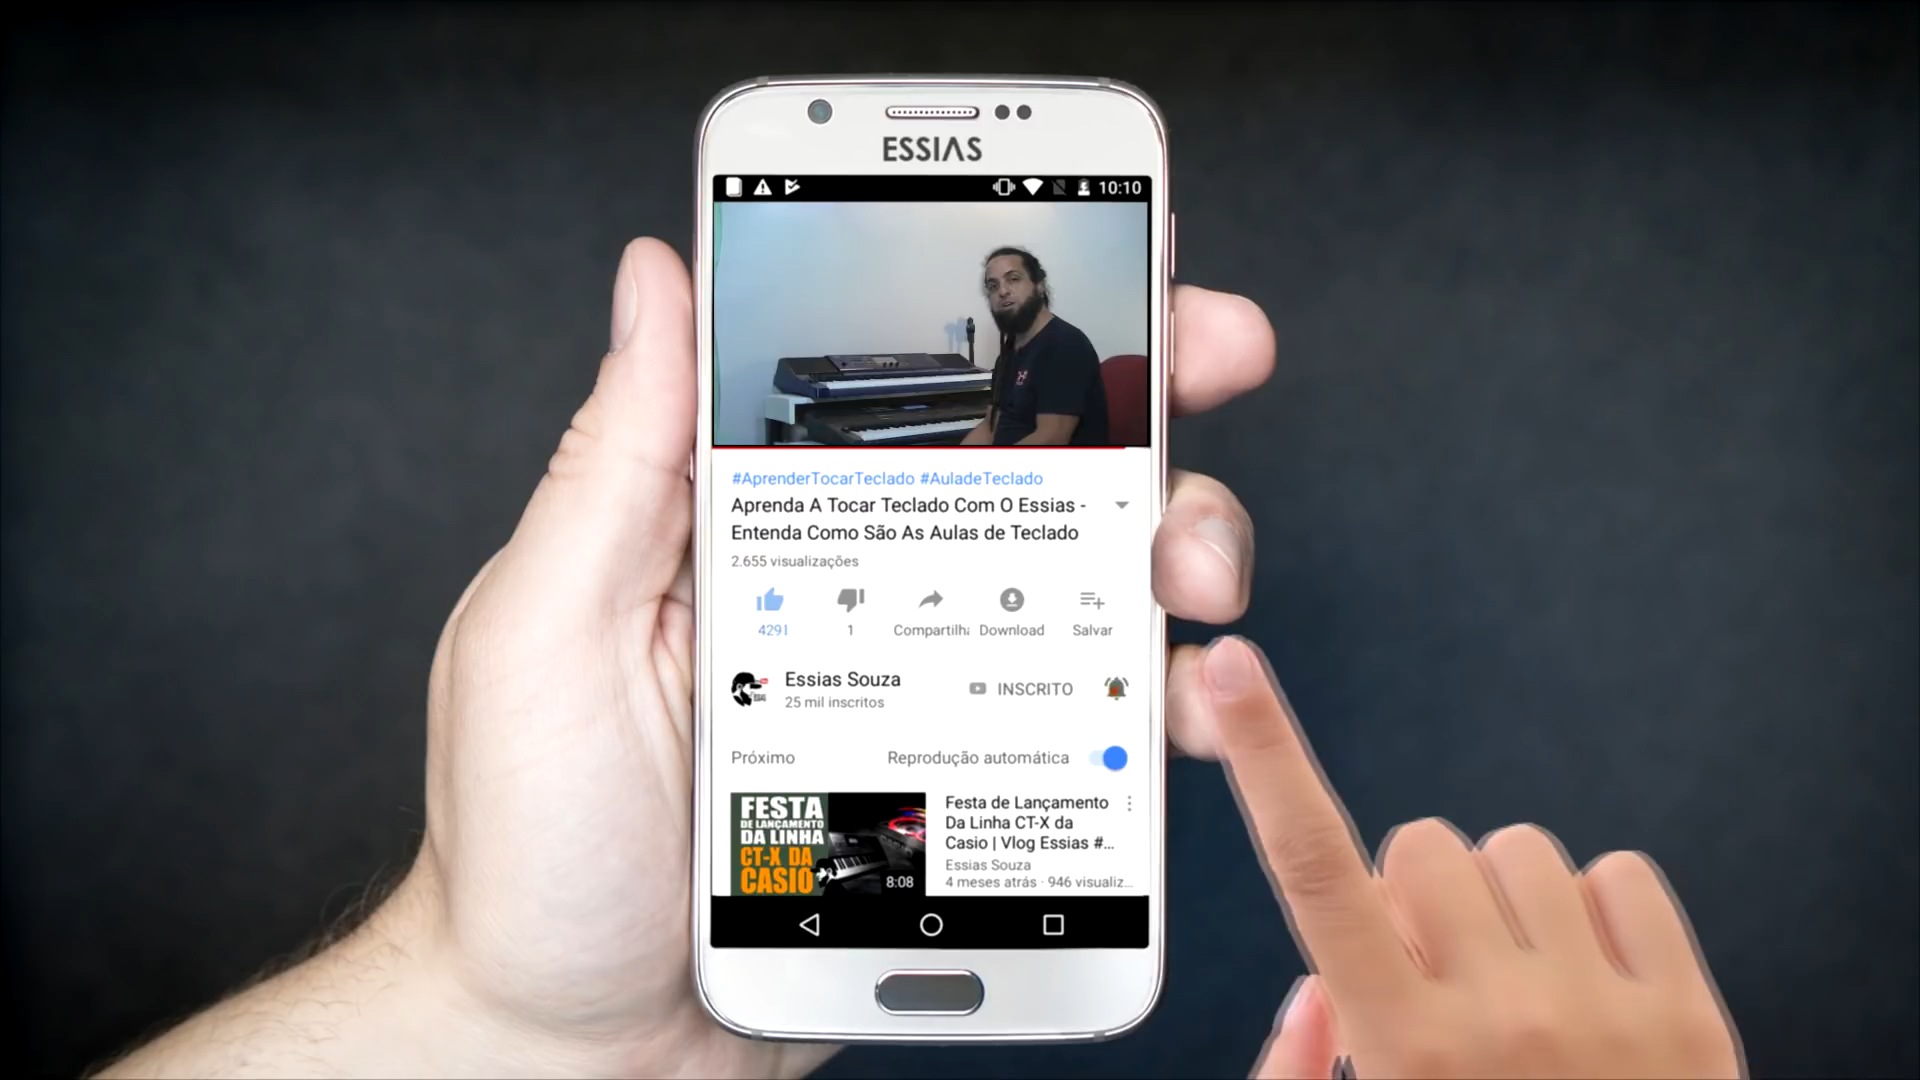 ESSIAS
10:10
#AprenderTocarTeclado #AuladeTeclado
Aprenda A Tocar Teclado Com O Essias -
Entenda Como São As Aulas de Teclado
2.655 visualizações
4291
1
Compartilha
Download
Salvar
Essias Souza
25 mil inscritos
INSCRITO
Próximo
Reprodução automática
FESTA
DE LANÇAMENTO
DA LINHA
CT-X DA
CASIO
8:08
Festa de Lançamento
Da Linha CT-X da
Casio | Vlog Essias #...
Essias Souza
4 meses atrás · 946 visualiz...